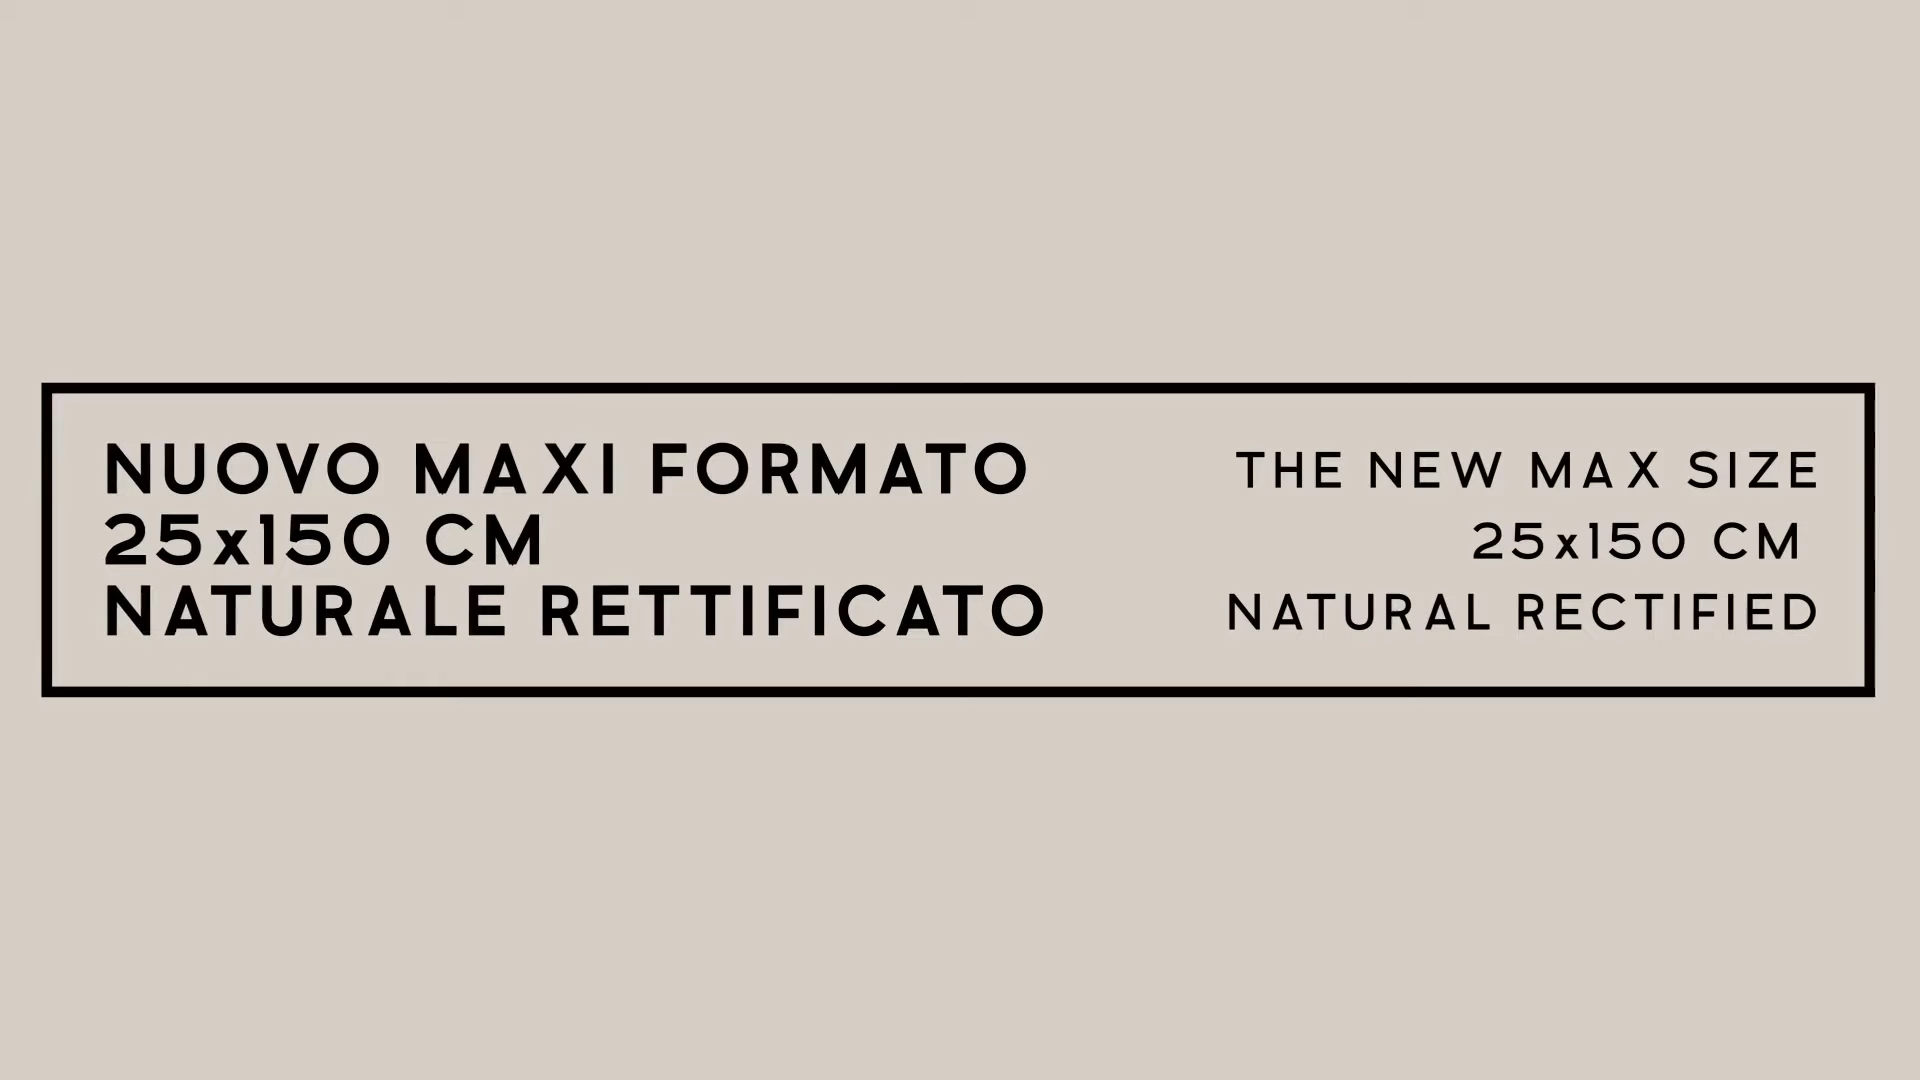 NUOVO MAXI FORMATO
25x150 CM
NATURALE RETTIFICATO
THE NEW MAX SIZE
25x150 CM
NATURAL RECTIFIED